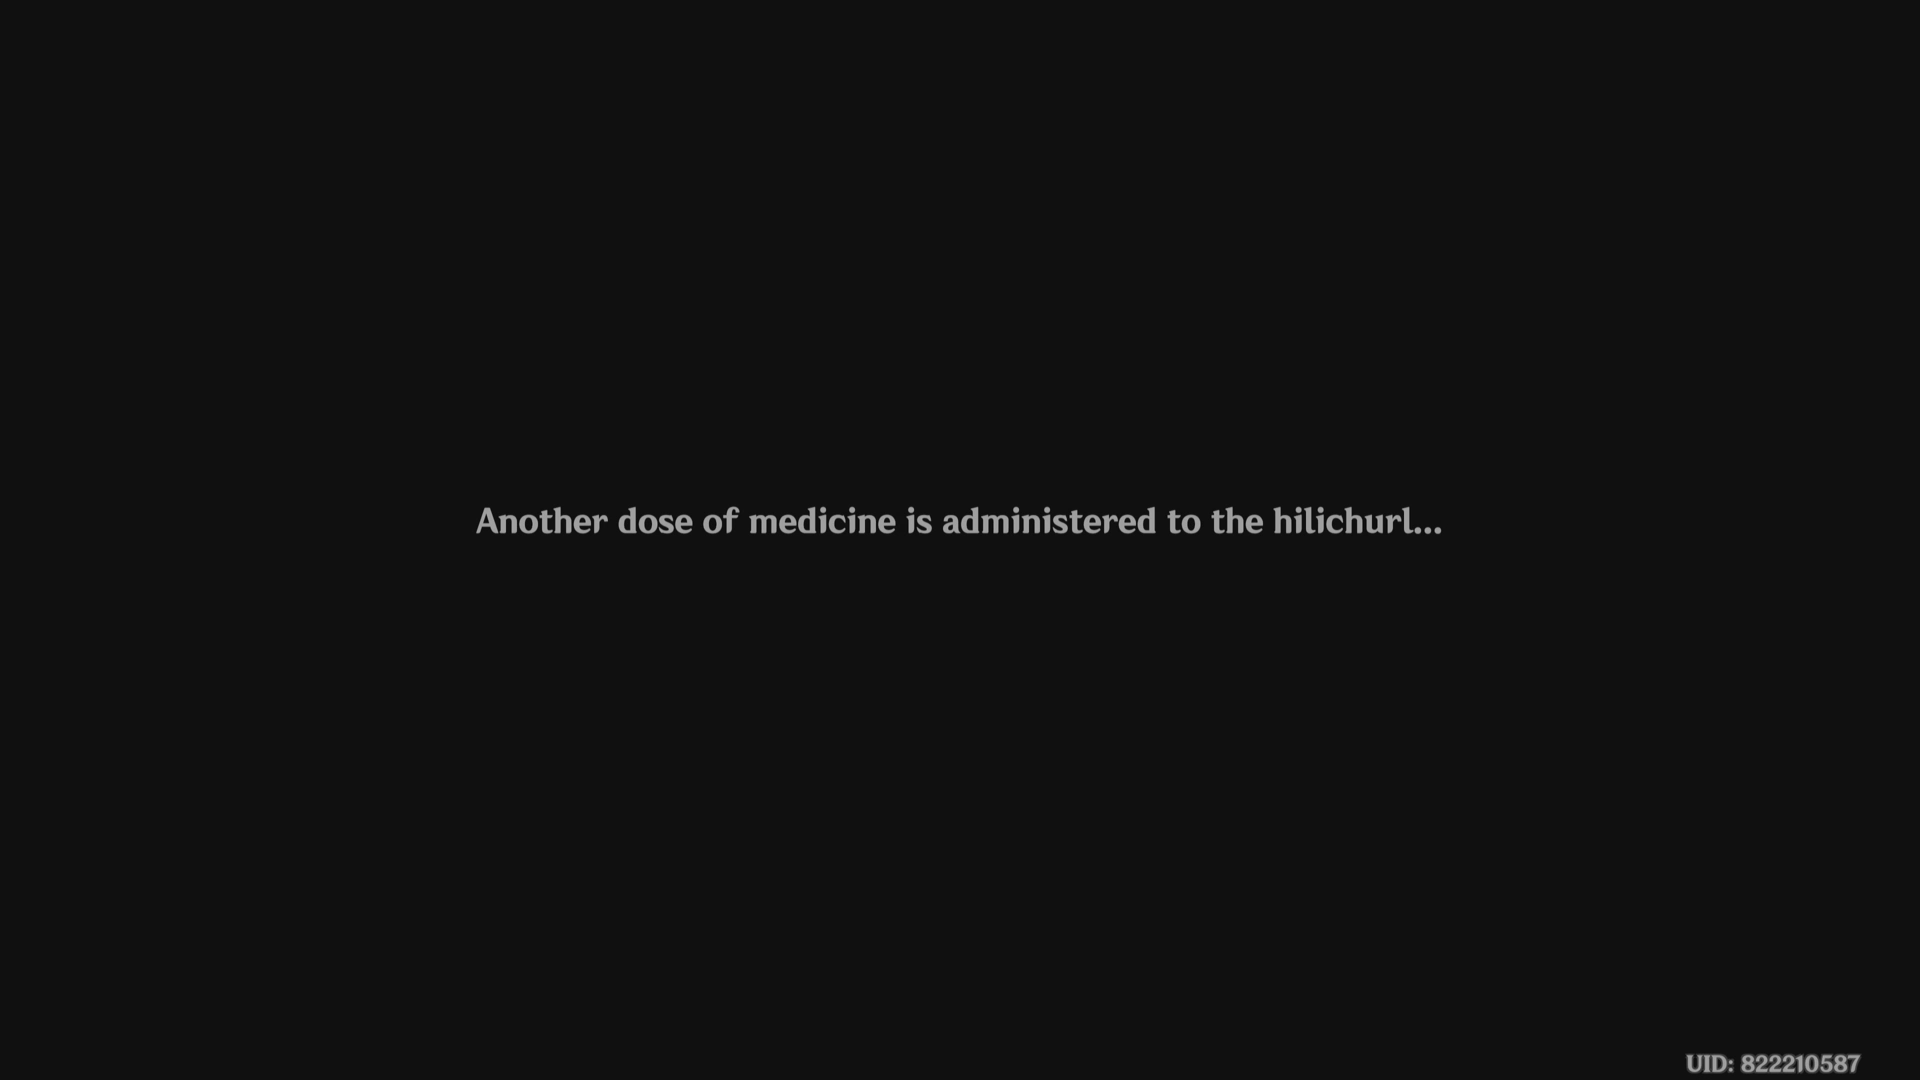 Another dose of medicine is administered to the hilichurl...
UID: 822210587